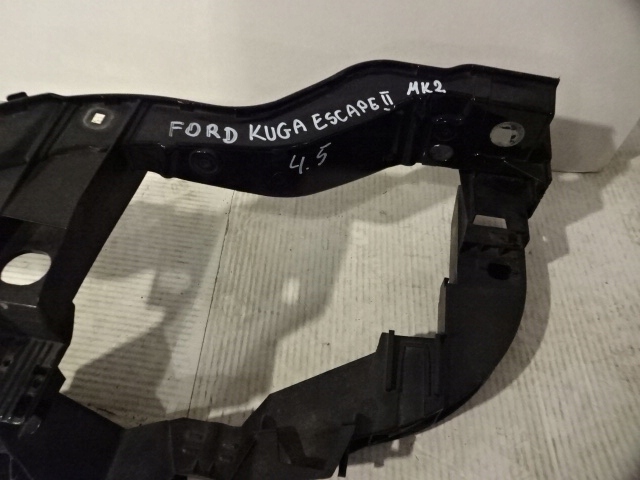 FORD KUGA ESCAPE II MK2
4.5